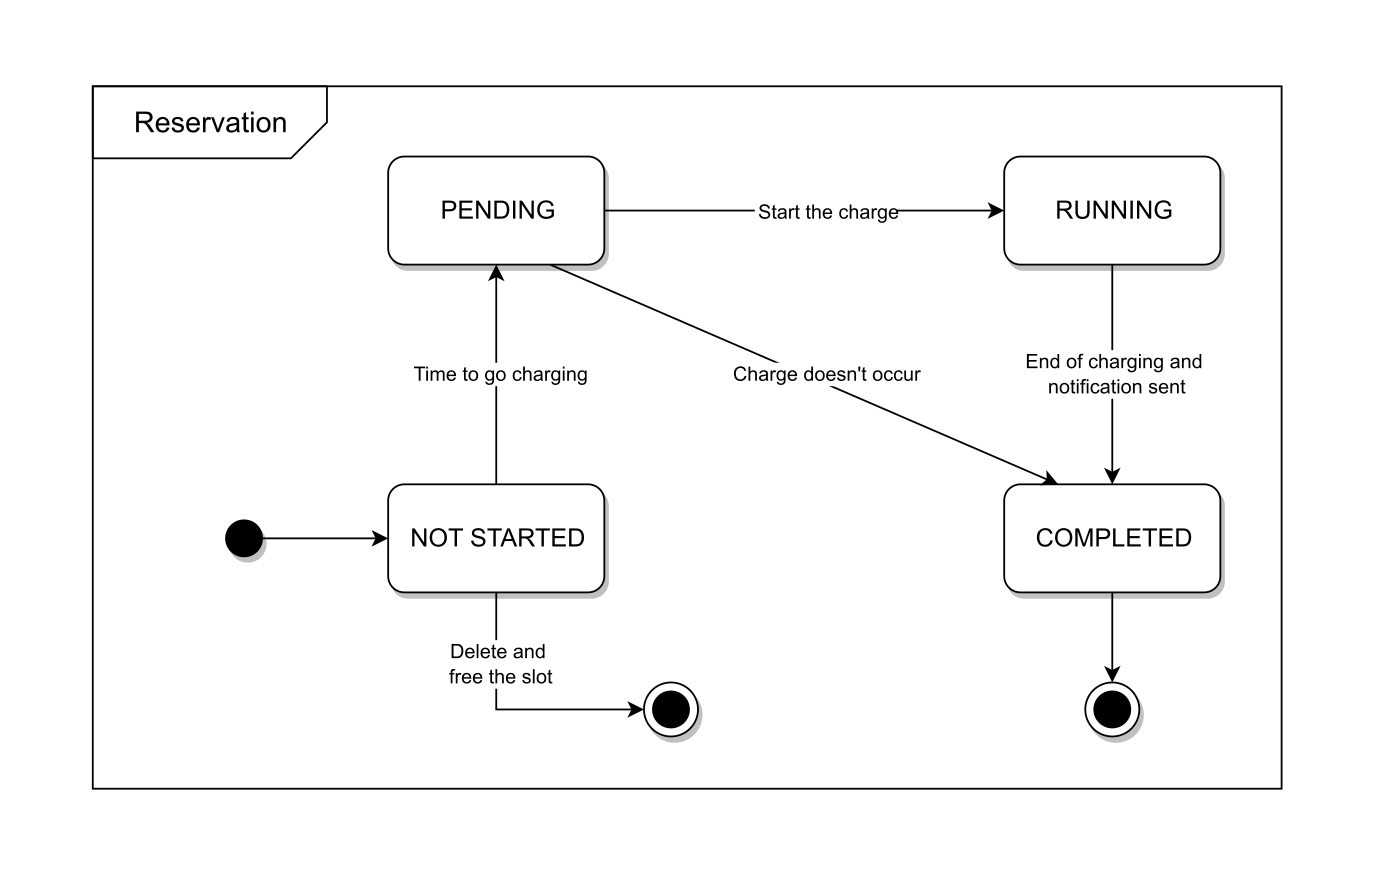 Reservation
PENDING
Start the charge
RUNNING
Time to go charging
Charge doesn't occur
End of charging and
notification sent
NOT STARTED
COMPLETED
Delete and
free the slot